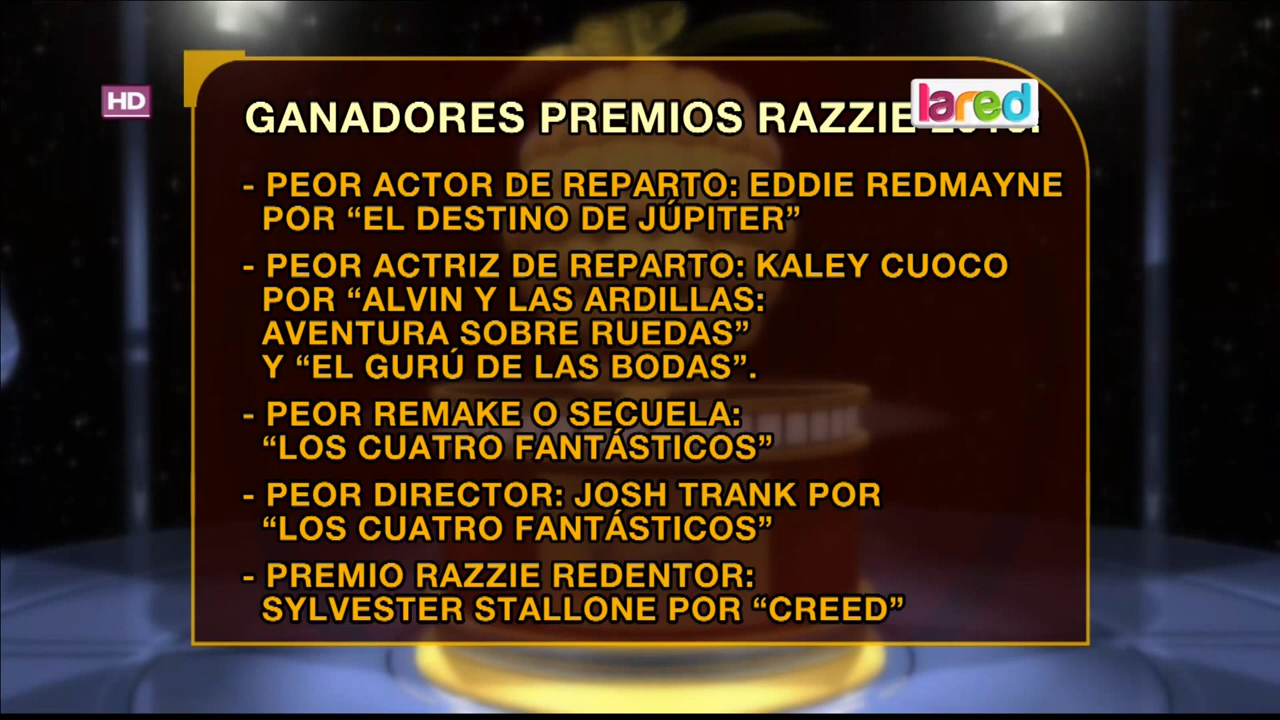 HD
lared
GANADORES PREMIOS RAZZIE
- PEOR ACTOR DE REPARTO: EDDIE REDMAYNE
POR “EL DESTINO DE JÚPITER”
- PEOR ACTRIZ DE REPARTO: KALEY CUOCO
POR “ALVIN Y LAS ARDILLAS:
AVENTURA SOBRE RUEDAS”
Y “EL GURÚ DE LAS BODAS”.
- PEOR REMAKE O SECUELA:
“LOS CUATRO FANTÁSTICOS”
- PEOR DIRECTOR: JOSH TRANK POR
“LOS CUATRO FANTÁSTICOS”
- PREMIO RAZZIE REDENTOR:
SYLVESTER STALLONE POR “CREED”